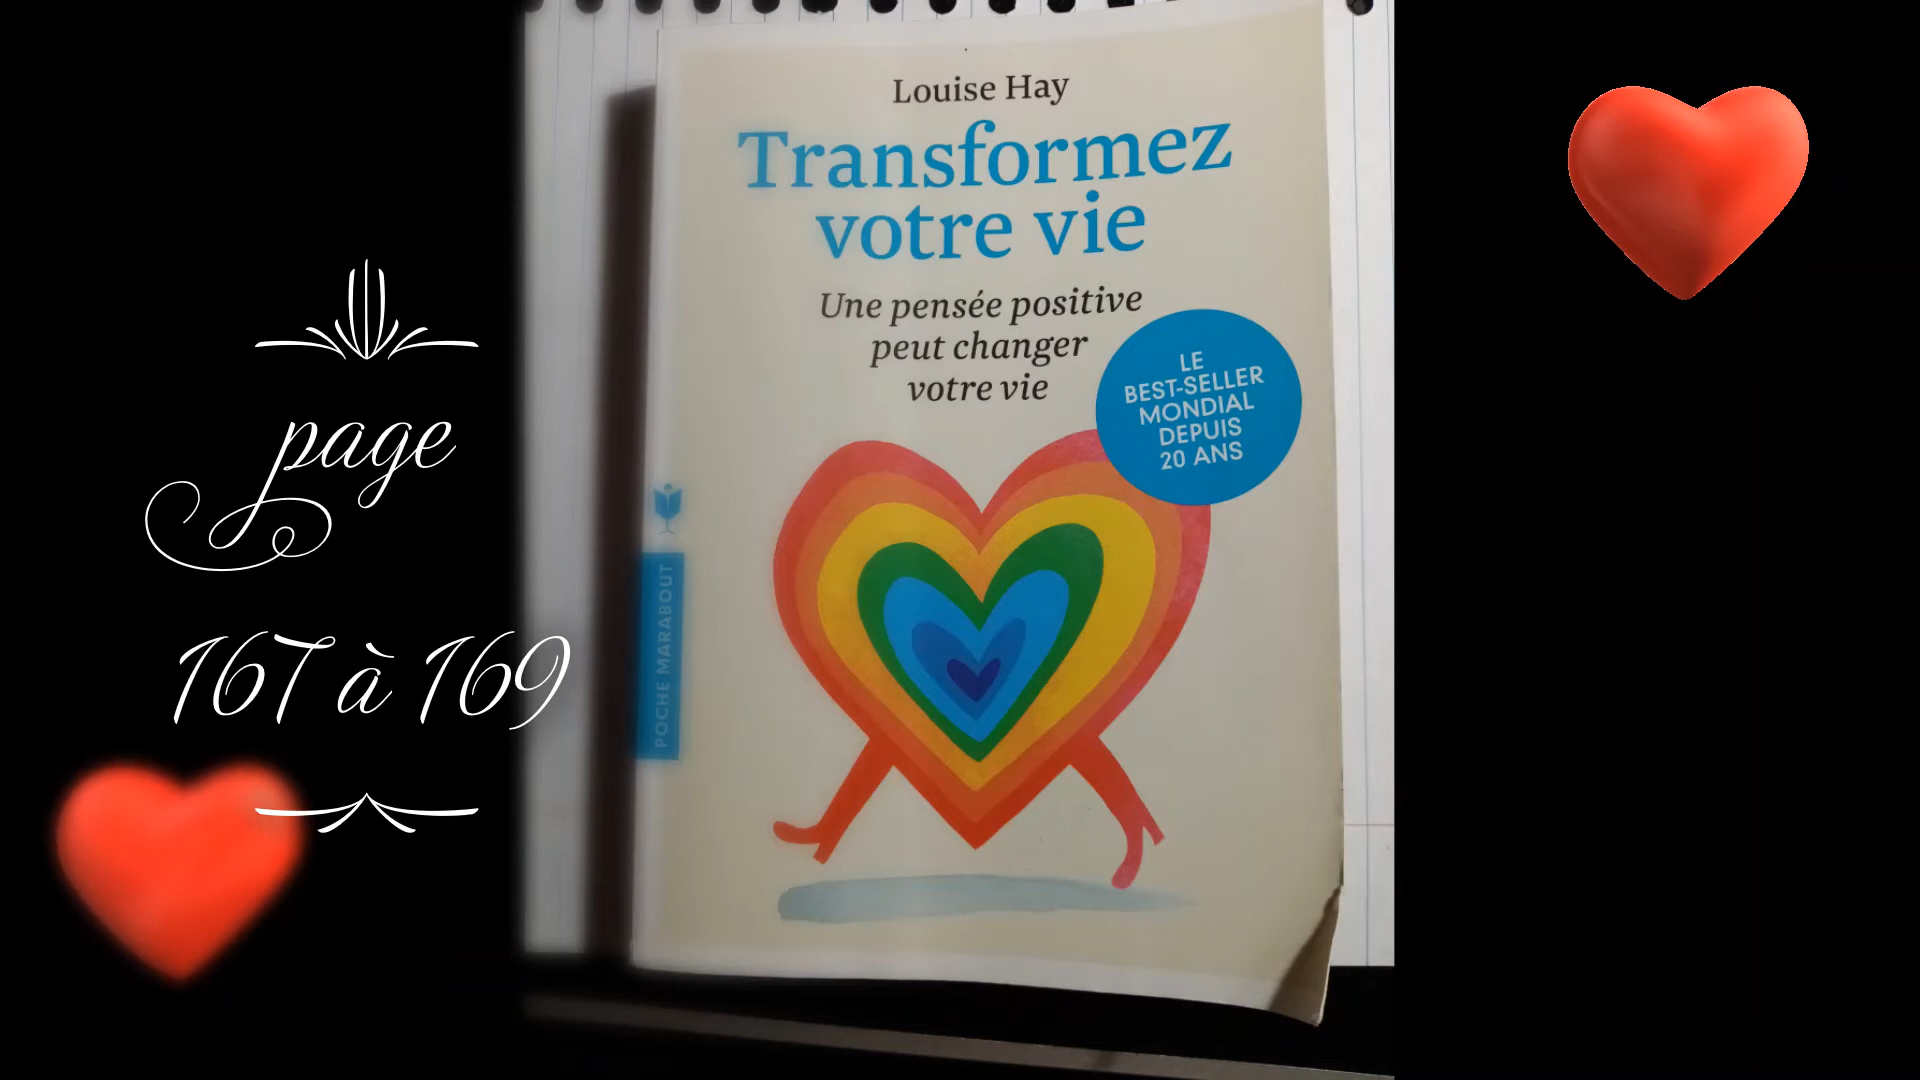 page
167 à 169
Louise Hay
Transformez
votre vie
Une pensée positive
peut changer
votre vie
LE
BEST-SELLER
MONDIAL
DEPUIS
20 ANS
POCHE MARABOUT